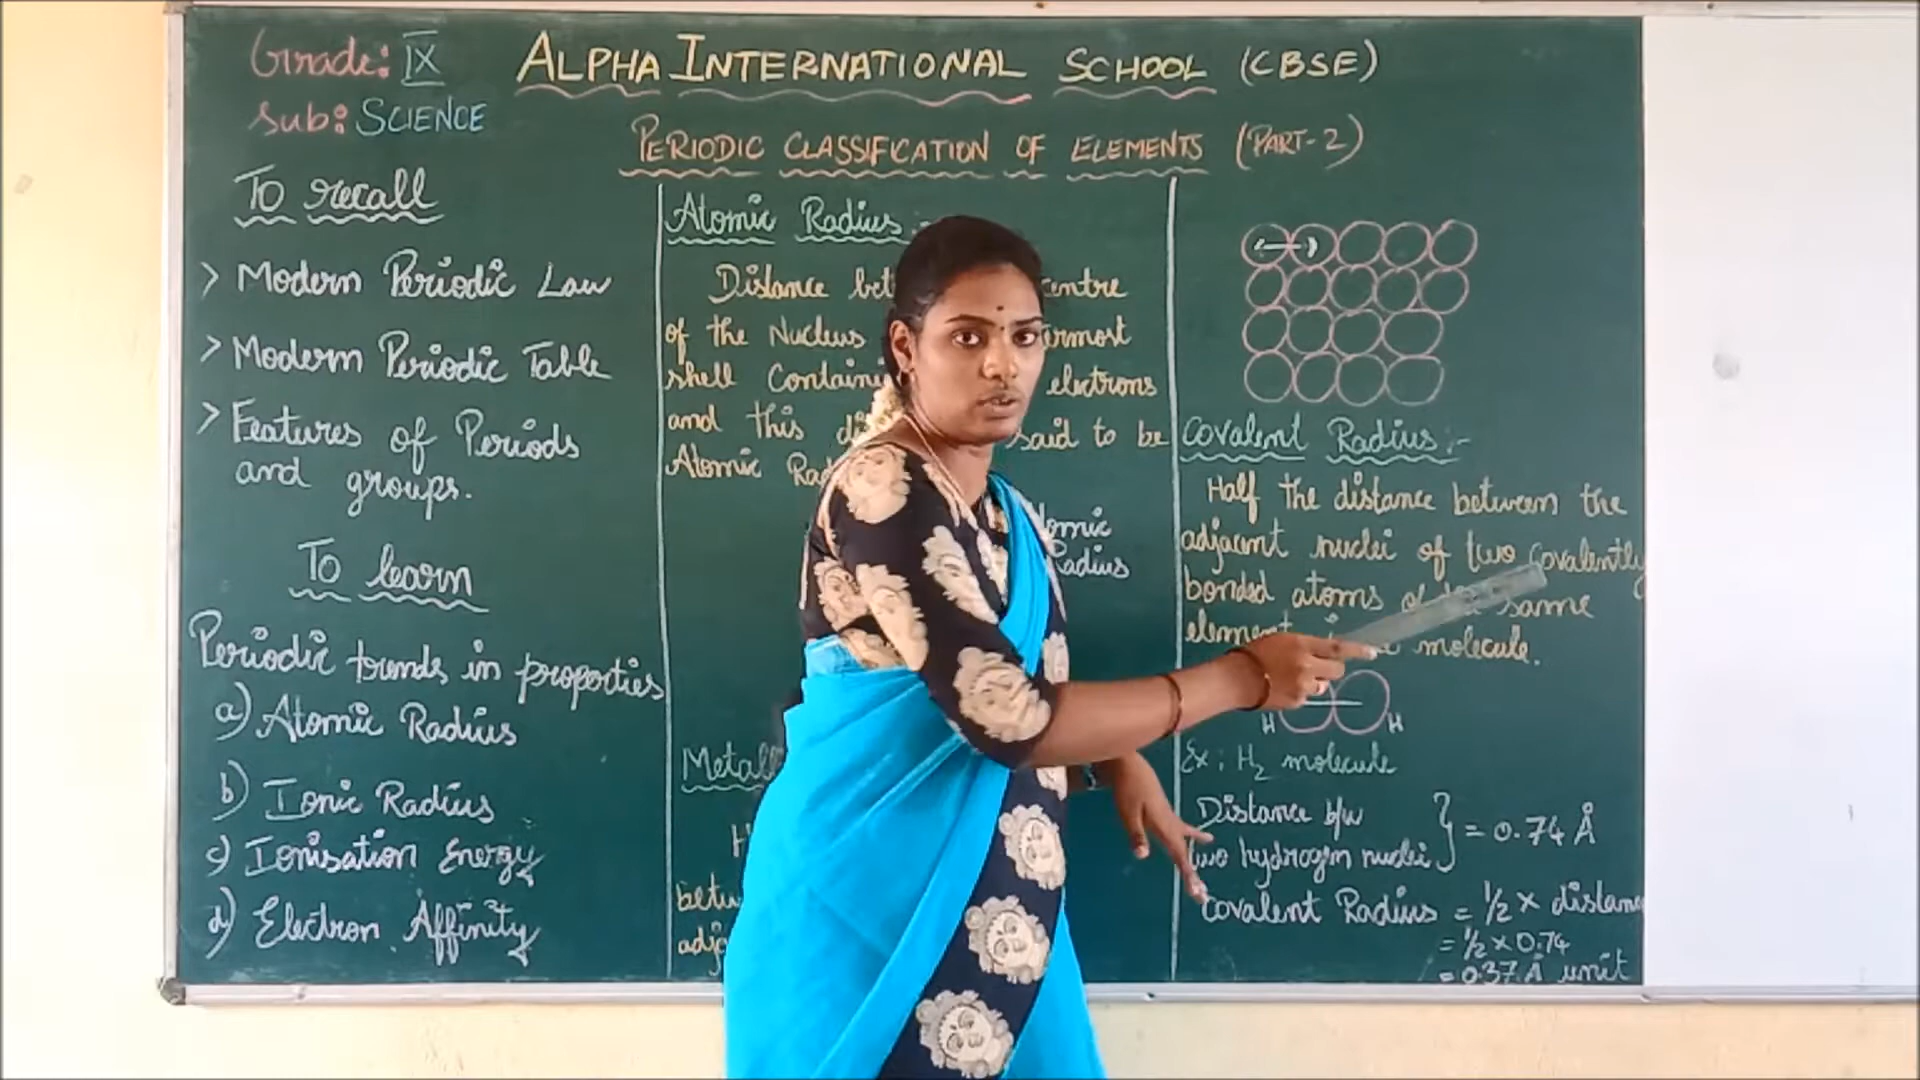 Grade: IX
Sub: SCIENCE
ALPHA INTERNATIONAL SCHOOL (CBSE)
PERIODIC CLASSIFICATION OF ELEMENTS (PART-2)
To recall
> Modern Periodic Law
> Modern Periodic Table
> Features of Periods
and groups.
To learn
Periodic trends in properties
a) Atomic Radius
b) Ionic Radius
c) Ionisation Energy
d) Electron Affinity
Atomic Radius :-
Distance centre
of the Nucleus
shell electrons
and this said to be
Atomic
Radius
Covalent Radius :-
Half the distance between the
adjacent nuclei of two covalently
bonded atoms same
element molecule.
H H
Ex: H2 molecule
Distance b/w
two hydrogen nuclei } = 0.74 Å
Covalent Radius = 1/2 x distance
= 1/2 x 0.74
= 0.37 Å unit